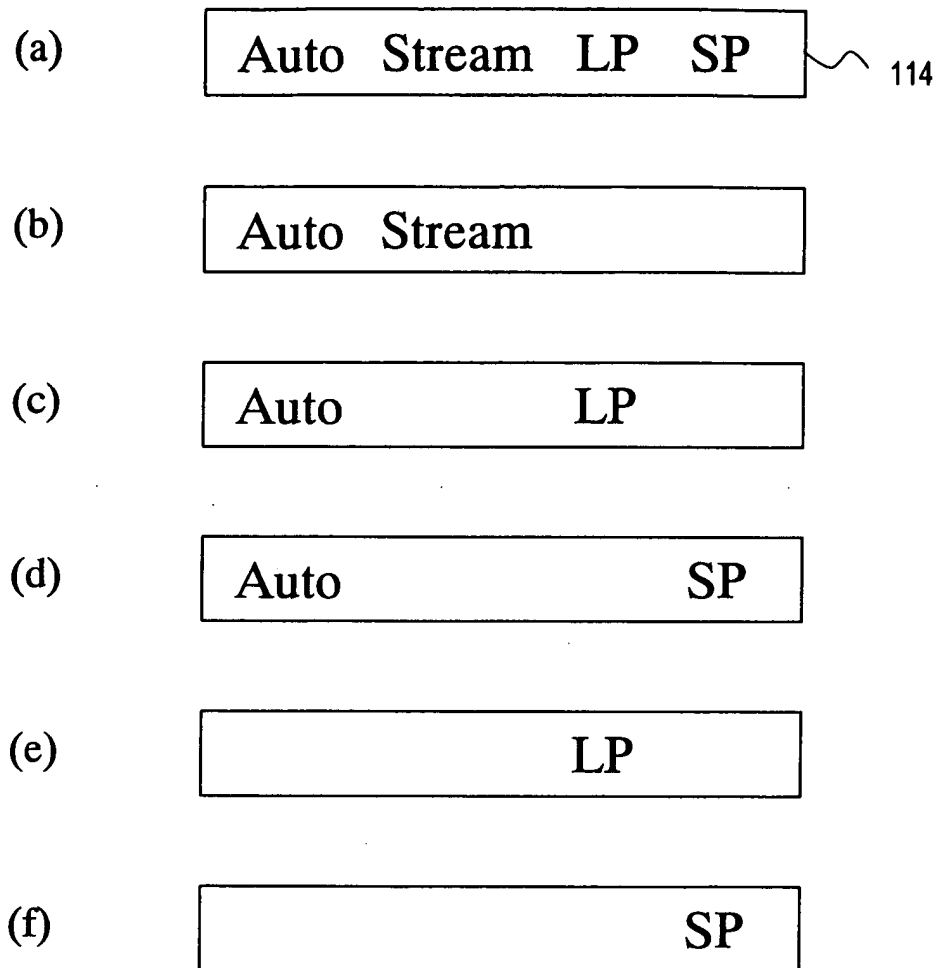 (a) Auto Stream LP SP 114
(b) Auto Stream
(c) Auto LP
(d) Auto SP
(e) LP
(f) SP